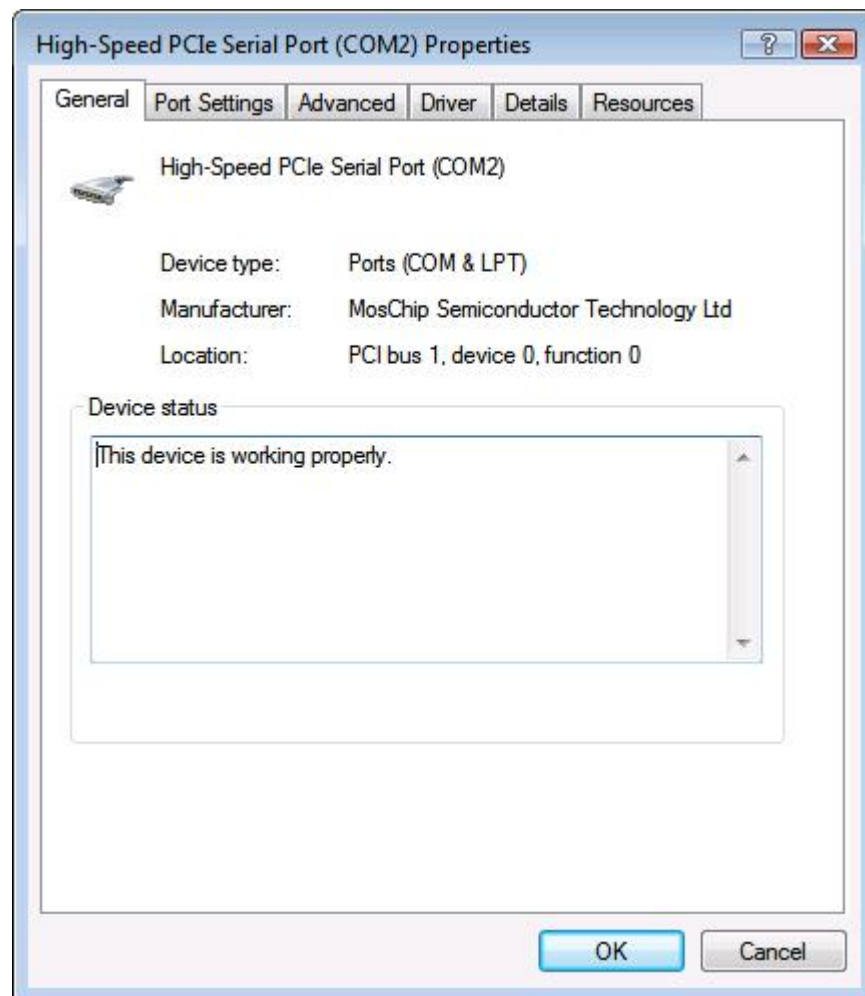 High-Speed PCIe Serial Port (COM2) Properties
General Port Settings Advanced Driver Details Resources
High-Speed PCIe Serial Port (COM2)
Device type: Ports (COM & LPT)
Manufacturer: MosChip Semiconductor Technology Ltd
Location: PCI bus 1, device 0, function 0
Device status
This device is working properly.
OK Cancel